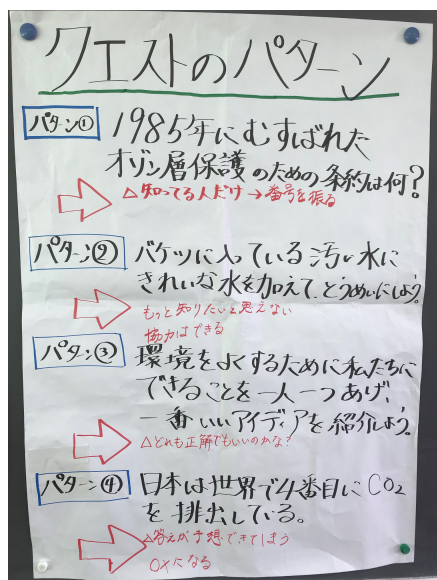 クエストのパターン
パターン① 1985年にむすばれた
オゾン層保護のための条約は何?
△知ってる人だけ→番号を振る
パターン② バケツに入っている汚い水に
きれいな水を加えて、とうめいにしよう。
もっと知りたいと思えない
協力はできる
パターン③ 環境をよくするために私たちに
できることを一人一つあげ、
一番いいアイディアを紹介しよう。
△どれも正解でもいいのかな?
パターン④ 日本は世界で4番目にCO2
を排出している。
△答えが予想できてしまう
○×になる